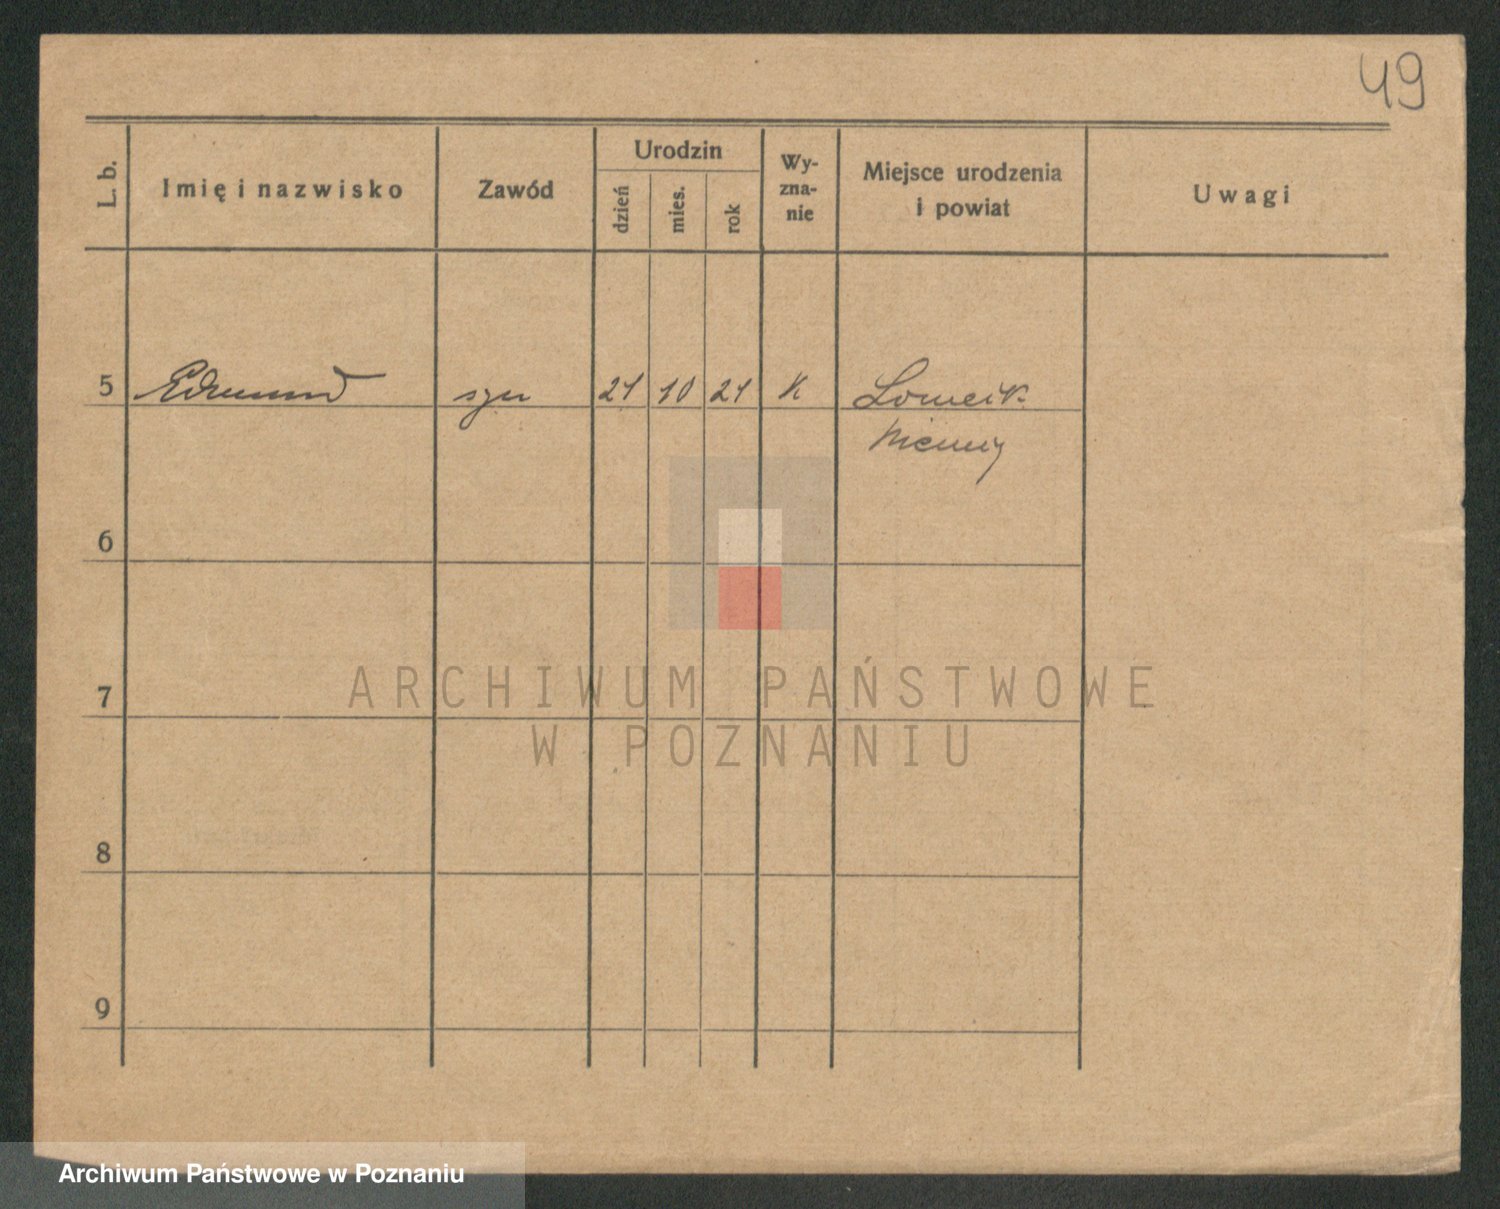 49
L. b. Imię i nazwisko Zawód Urodzin dzień mies. rok Wy-zna-nie Miejsce urodzenia i powiat Uwagi
5 Edmund syn 21 10 21 K
Niemcy
6
7
8
9
ARCHIWUM PAŃSTWOWE
W POZNANIU
Archiwum Państwowe w Poznaniu